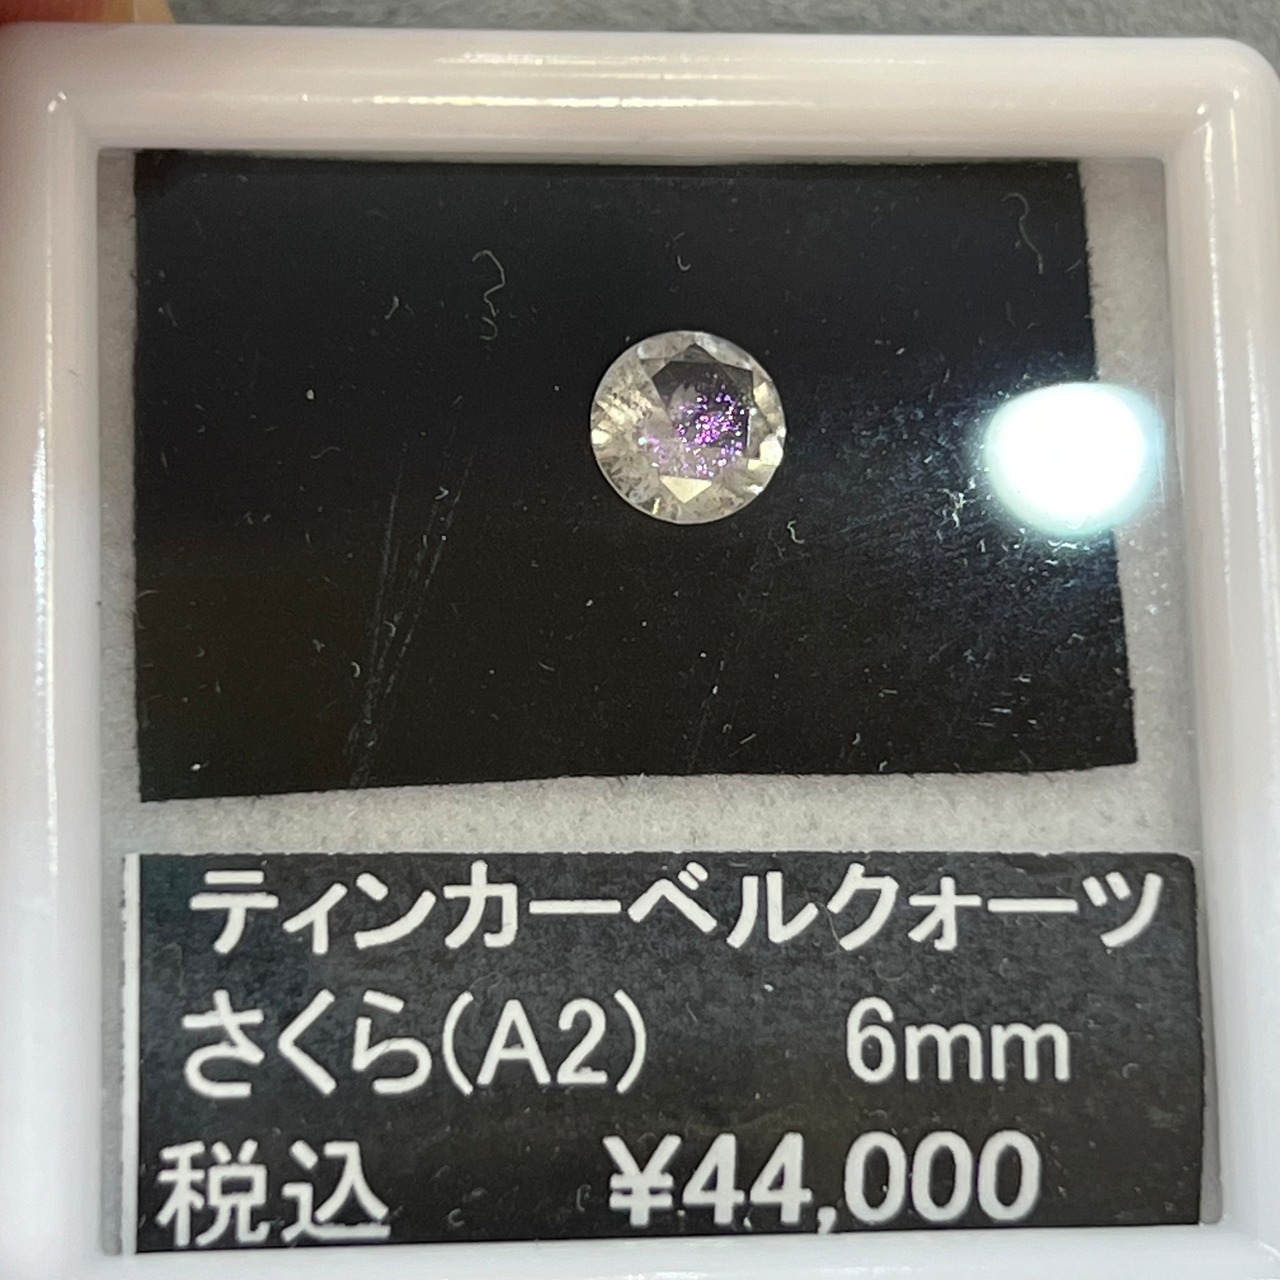 ティンカーベルクォーツ
さくら(A2) 6mm
税込 ¥44,000